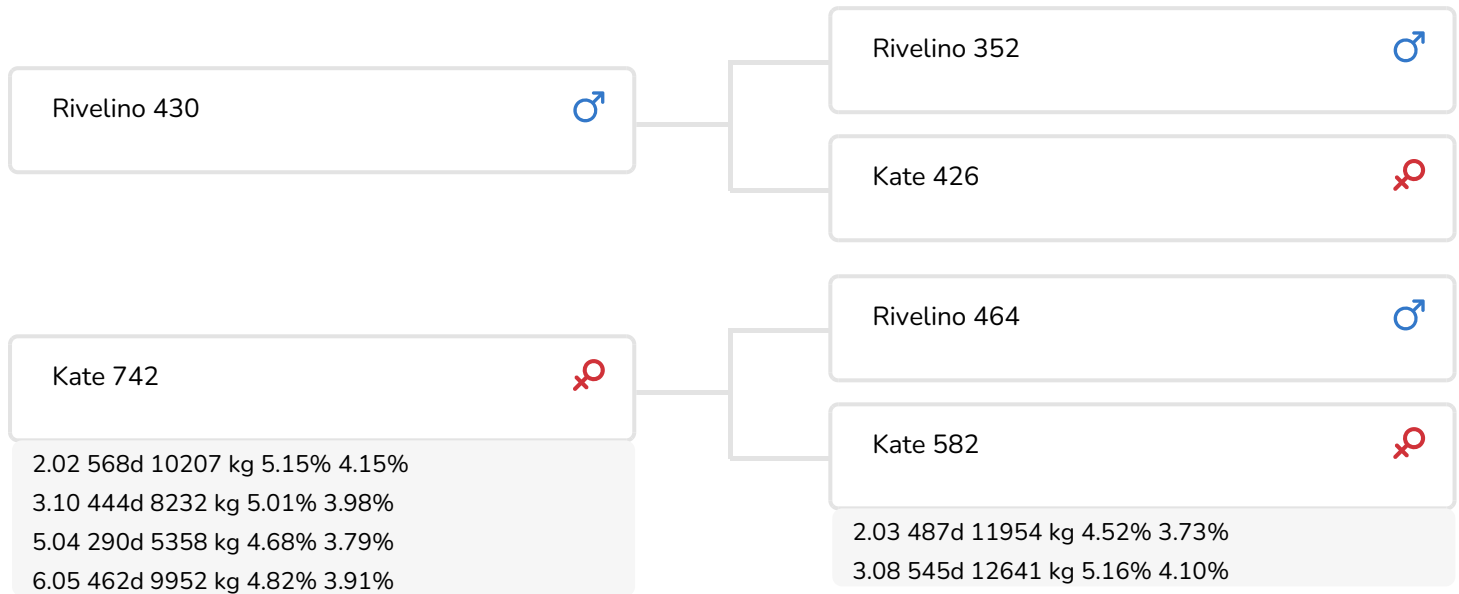 Rivelino 430
Rivelino 352
Kate 426
Kate 742
2.02 568d 10207 kg 5.15% 4.15%
3.10 444d 8232 kg 5.01% 3.98%
5.04 290d 5358 kg 4.68% 3.79%
6.05 462d 9952 kg 4.82% 3.91%
Rivelino 464
Kate 582
2.03 487d 11954 kg 4.52% 3.73%
3.08 545d 12641 kg 5.16% 4.10%